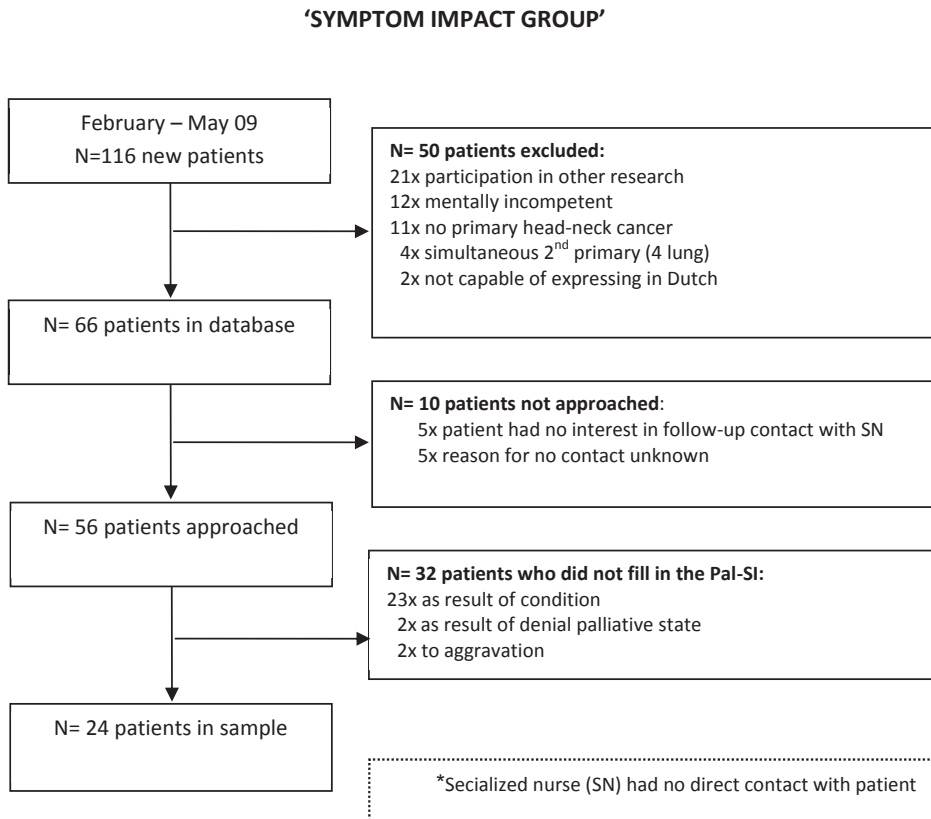 ‘SYMPTOM IMPACT GROUP’
February – May 09
N=116 new patients
N= 50 patients excluded:
21x participation in other research
12x mentally incompetent
11x no primary head-neck cancer
4x simultaneous 2nd primary (4 lung)
2x not capable of expressing in Dutch
N= 66 patients in database
N= 10 patients not approached:
5x patient had no interest in follow-up contact with SN
5x reason for no contact unknown
N= 56 patients approached
N= 32 patients who did not fill in the Pal-SI:
23x as result of condition
2x as result of denial palliative state
2x to aggravation
N= 24 patients in sample
*Secialized nurse (SN) had no direct contact with patient